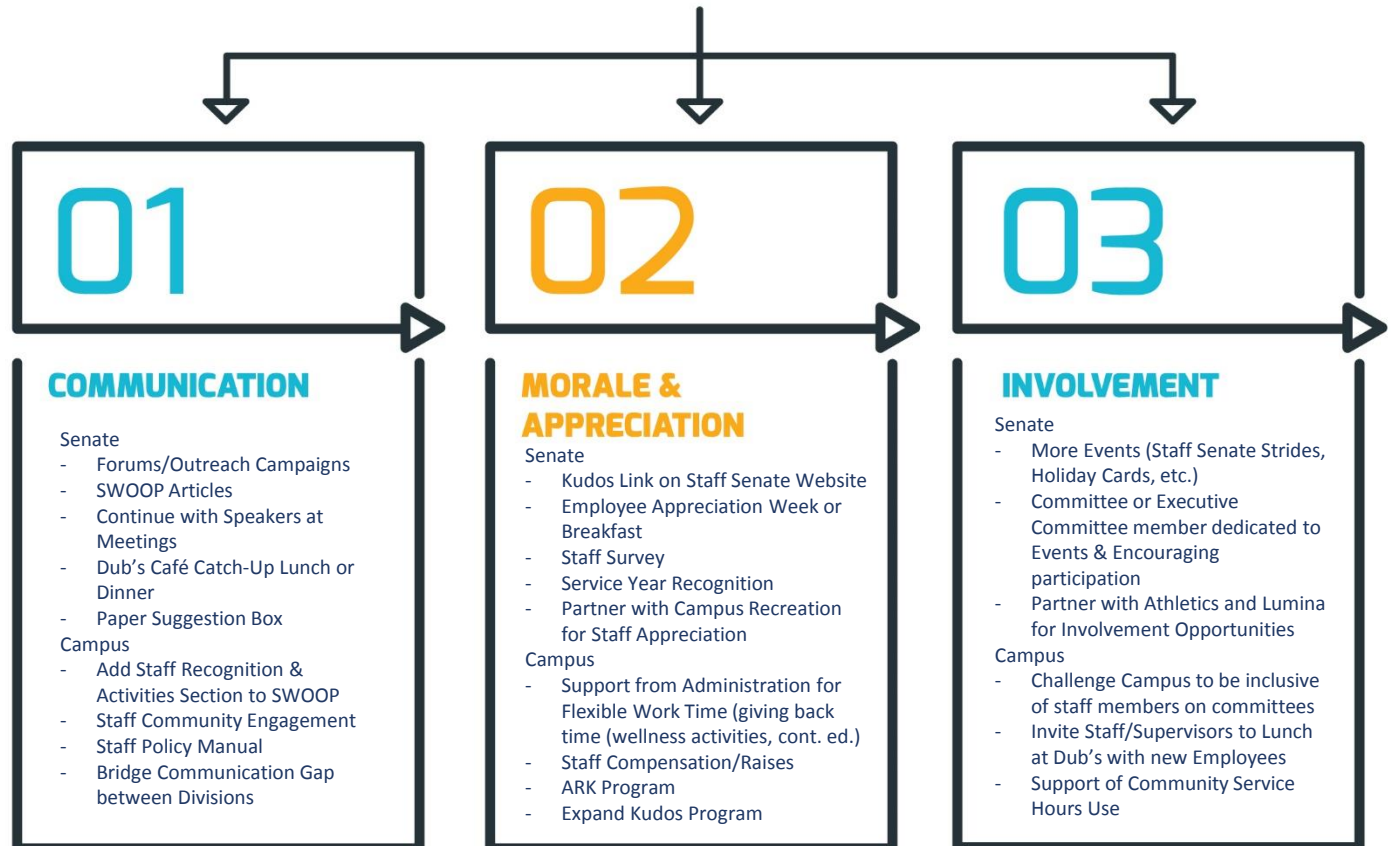 01
COMMUNICATION
Senate
- Forums/Outreach Campaigns
- SWOOP Articles
- Continue with Speakers at
Meetings
- Dub's Café Catch-Up Lunch or
Dinner
- Paper Suggestion Box
Campus
- Add Staff Recognition &
Activities Section to SWOOP
- Staff Community Engagement
- Staff Policy Manual
- Bridge Communication Gap
between Divisions
02
MORALE &
APPRECIATION
Senate
- Kudos Link on Staff Senate Website
- Employee Appreciation Week or
Breakfast
- Staff Survey
- Service Year Recognition
- Partner with Campus Recreation
for Staff Appreciation
Campus
- Support from Administration for
Flexible Work Time (giving back
time (wellness activities, cont. ed.)
- Staff Compensation/Raises
- ARK Program
- Expand Kudos Program
03
INVOLVEMENT
Senate
- More Events (Staff Senate Strides,
Holiday Cards, etc.)
- Committee or Executive
Committee member dedicated to
Events & Encouraging
participation
- Partner with Athletics and Lumina
for Involvement Opportunities
Campus
- Challenge Campus to be inclusive
of staff members on committees
- Invite Staff/Supervisors to Lunch
at Dub's with new Employees
- Support of Community Service
Hours Use